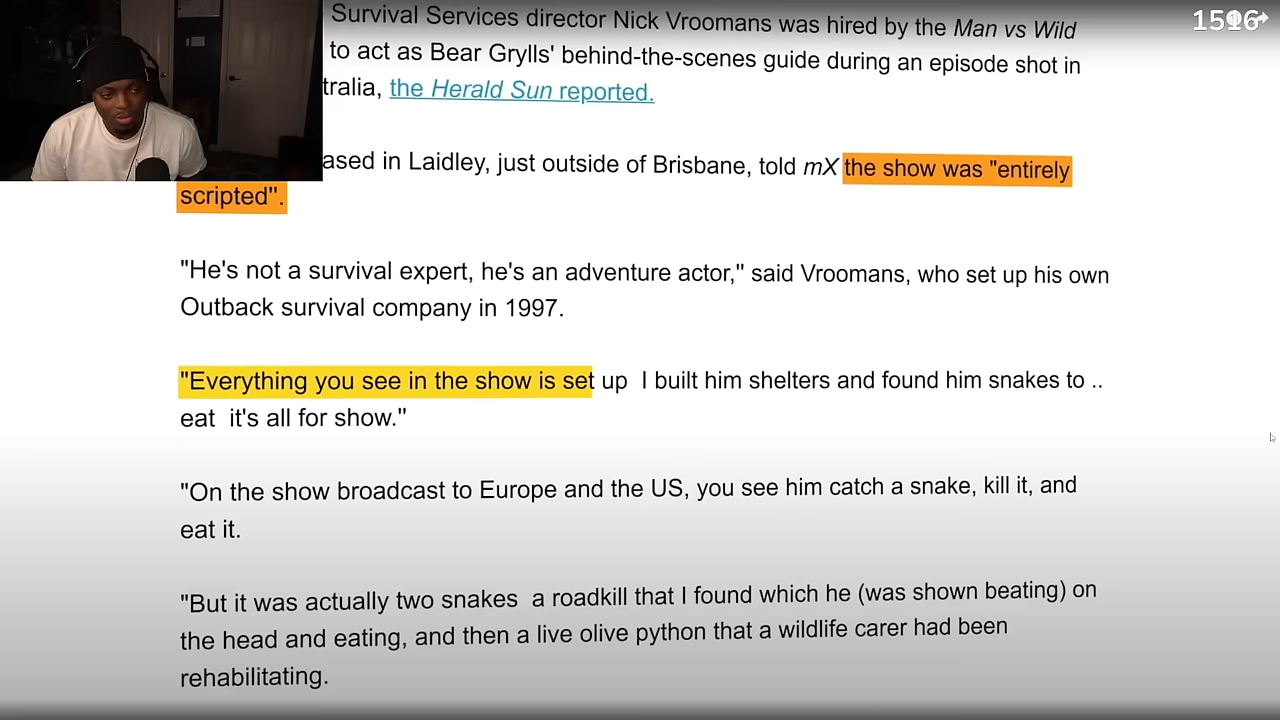 Survival Services director Nick Vroomans was hired by the Man vs Wild
to act as Bear Grylls' behind-the-scenes guide during an episode shot in
tralia, the Herald Sun reported.
ased in Laidley, just outside of Brisbane, told mX the show was "entirely
scripted".
"He's not a survival expert, he's an adventure actor," said Vroomans, who set up his own
Outback survival company in 1997.
"Everything you see in the show is set up I built him shelters and found him snakes to ..
eat it's all for show."
"On the show broadcast to Europe and the US, you see him catch a snake, kill it, and
eat it.
"But it was actually two snakes a roadkill that I found which he (was shown beating) on
the head and eating, and then a live olive python that a wildlife carer had been
rehabilitating.